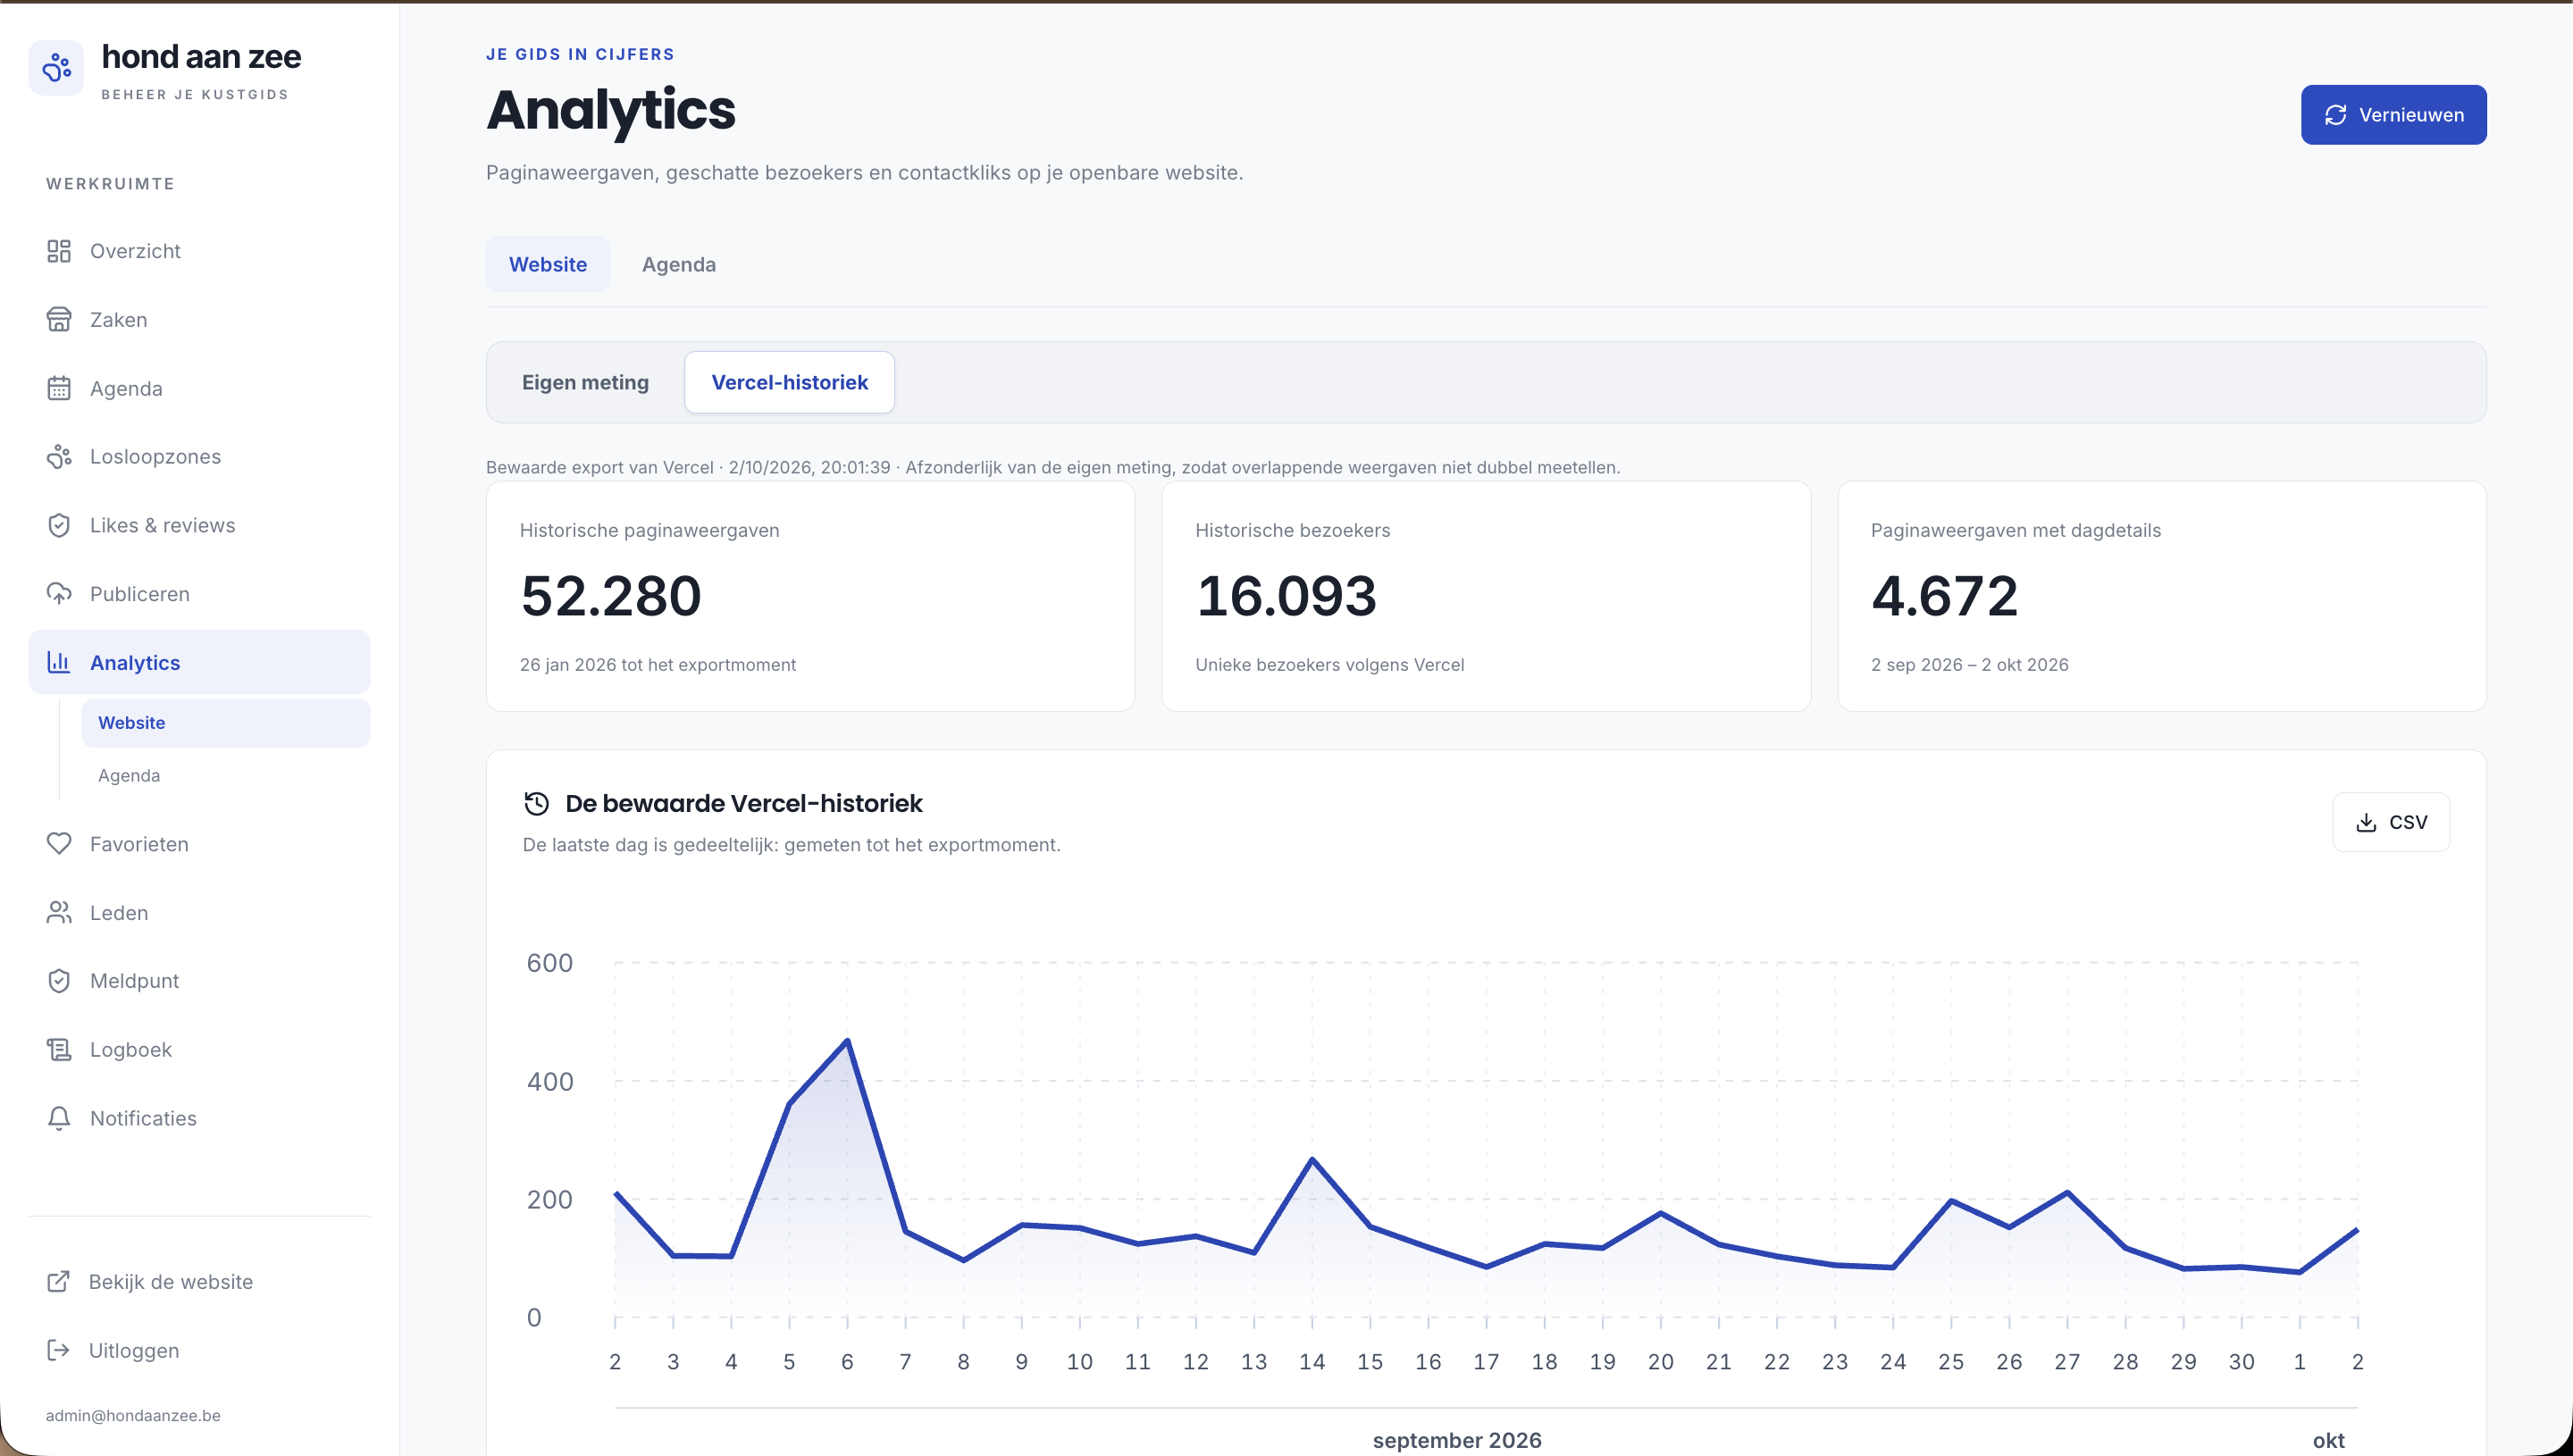 hond aan zee
BEHEER JE KUSTGIDS
WERKRUIMTE
Overzicht
Zaken
Agenda
Losloopzones
Likes & reviews
Publiceren
Analytics
Website
Agenda
Favorieten
Leden
Meldpunt
Logboek
Notificaties
Bekijk de website
Uitloggen
admin@hondaanzee.be
JE GIDS IN CIJFERS
Analytics
Vernieuwen
Paginaweergaven, geschatte bezoekers en contactkliks op je openbare website.
Website Agenda
Eigen meting Vercel-historiek
Bewaarde export van Vercel · 2/10/2026, 20:01:39 · Afzonderlijk van de eigen meting, zodat overlappende weergaven niet dubbel meetellen.
Historische paginaweergaven
52.280
26 jan 2026 tot het exportmoment
Historische bezoekers
16.093
Unieke bezoekers volgens Vercel
Paginaweergaven met dagdetails
4.672
2 sep 2026 – 2 okt 2026
De bewaarde Vercel-historiek
De laatste dag is gedeeltelijk: gemeten tot het exportmoment.
CSV
600
400
200
0
2 3 4 5 6 7 8 9 10 11 12 13 14 15 16 17 18 19 20 21 22 23 24 25 26 27 28 29 30 1 2
september 2026 okt